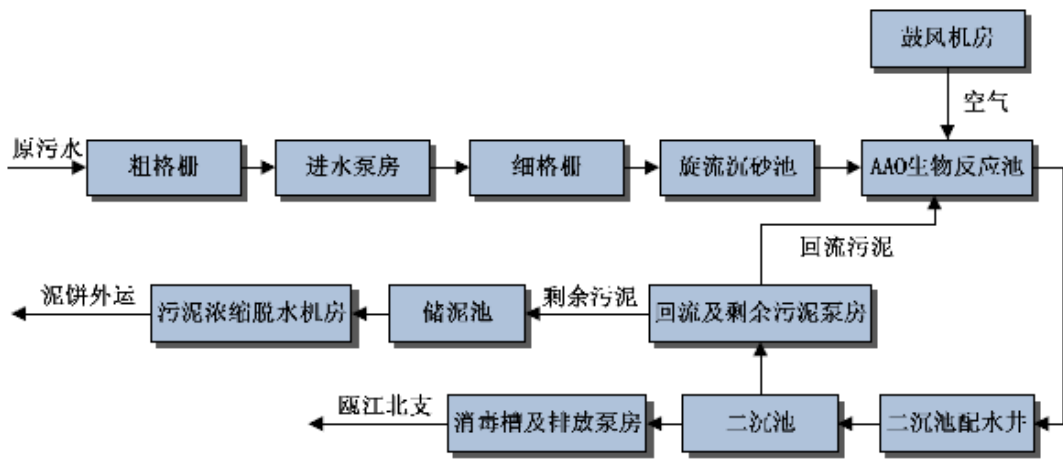 鼓风机房
空气
原污水
粗格栅
进水泵房
细格栅
旋流沉砂池
AAO生物反应池
回流污泥
泥饼外运
污泥浓缩脱水机房
储泥池
剩余污泥
回流及剩余污泥泵房
瓯江北支
消毒槽及排放泵房
二沉池
二沉池配水井